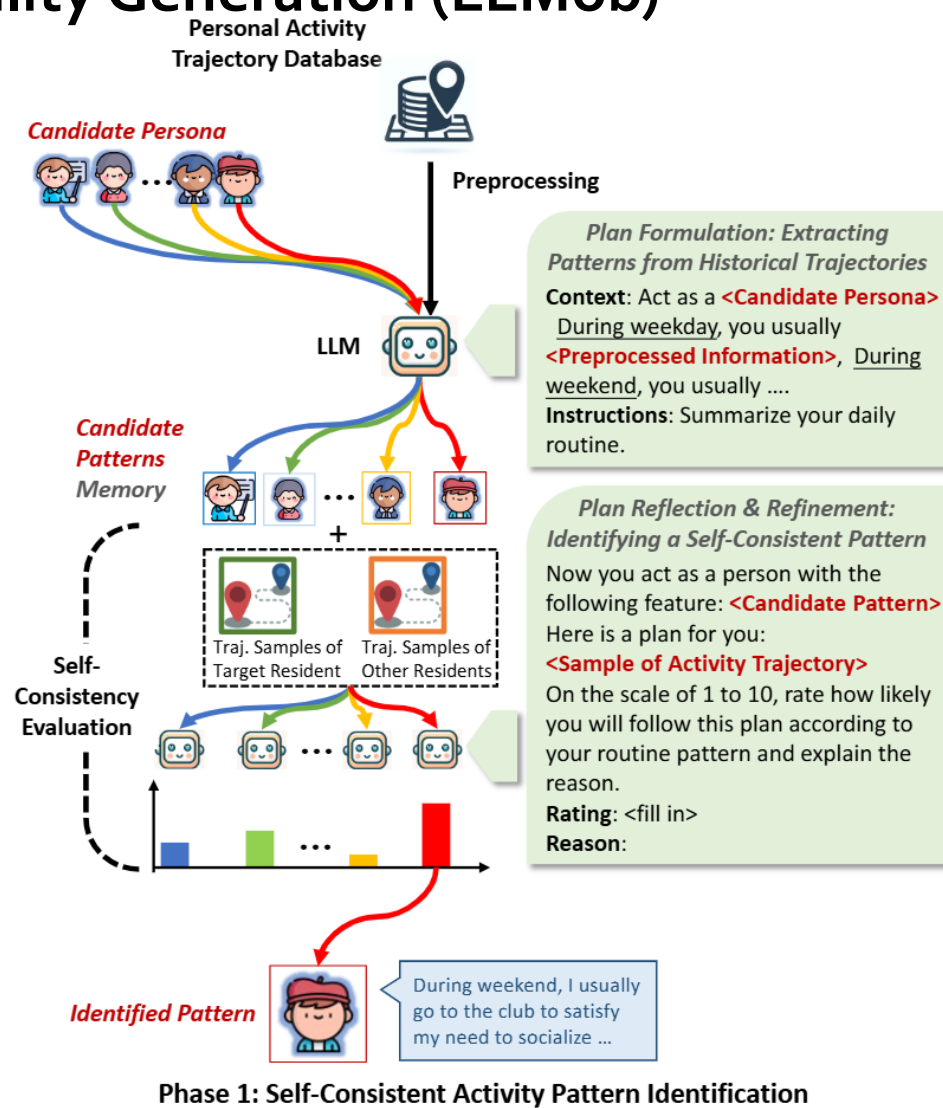 Generation (LLMob)
Personal Activity
Trajectory Database
Candidate Persona
...
Preprocessing
Plan Formulation: Extracting
Patterns from Historical Trajectories
Context: Act as a <Candidate Persona>
During weekday, you usually
<Preprocessed Information>, During
weekend, you usually ....
Instructions: Summarize your daily
routine.
LLM
Candidate
Patterns
Memory
...
+
Traj. Samples of
Target Resident
Traj. Samples of
Other Residents
Self-
Consistency
Evaluation
...
...
Plan Reflection & Refinement:
Identifying a Self-Consistent Pattern
Now you act as a person with the
following feature: <Candidate Pattern>
Here is a plan for you:
<Sample of Activity Trajectory>
On the scale of 1 to 10, rate how likely
you will follow this plan according to
your routine pattern and explain the
reason.
Rating: <fill in>
Reason:
Identified Pattern
During weekend, I usually
go to the club to satisfy
my need to socialize ...
Phase 1: Self-Consistent Activity Pattern Identification